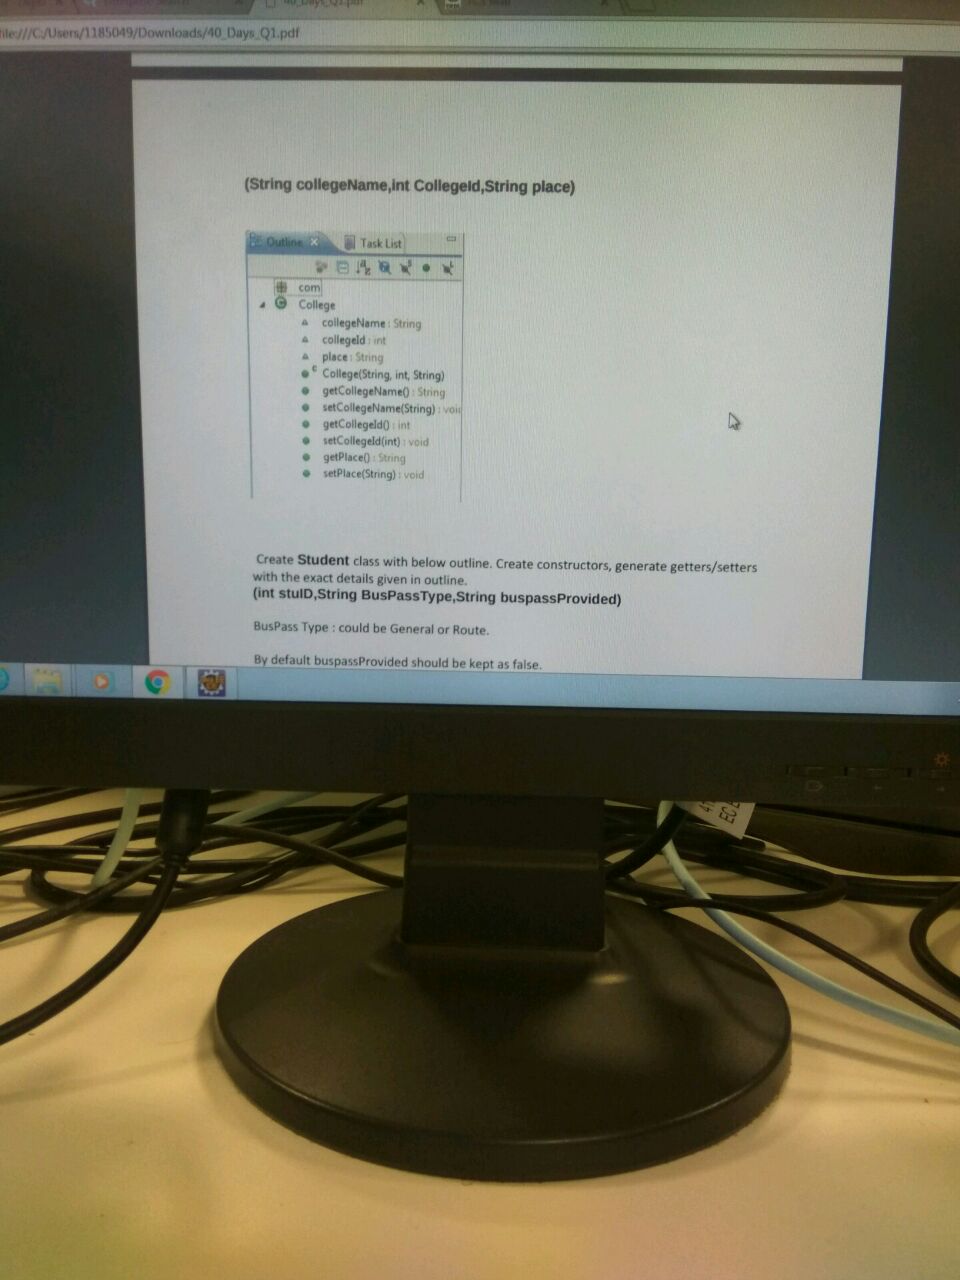 40_Days_Q1.pdf
file:///C:/Users/1185049/Downloads/40_Days_Q1.pdf
(String collegeName,int CollegeId,String place)
Outline
Task List
com
College
collegeName : String
collegeId : int
place : String
College(String, int, String)
getCollegeName() : String
setCollegeName(String) : voi
getCollegeId() : int
setCollegeId(int) : void
getPlace() : String
setPlace(String) : void
Create Student class with below outline. Create constructors, generate getters/setters
with the exact details given in outline.
(int stuID,String BusPassType,String buspassProvided)
BusPass Type : could be General or Route.
By default buspassProvided should be kept as false.